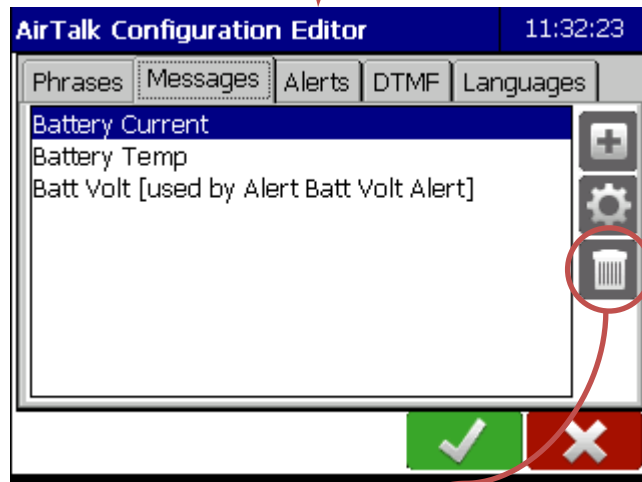 AirTalk Configuration Editor 11:32:23
Phrases Messages Alerts DTMF Languages
Battery Current
Battery Temp
Batt Volt [used by Alert Batt Volt Alert]